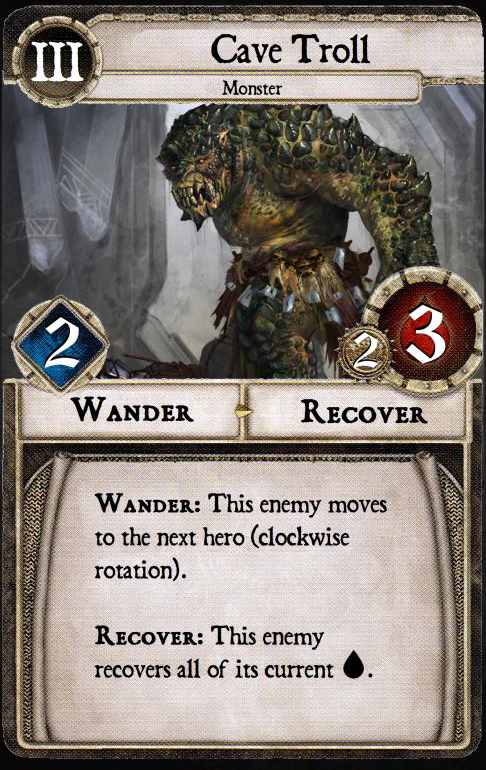 III
Cave Troll
Monster
2
2
3
WANDER
RECOVER
WANDER: This enemy moves
to the next hero (clockwise
rotation).
RECOVER: This enemy
recovers all of its current 💧.